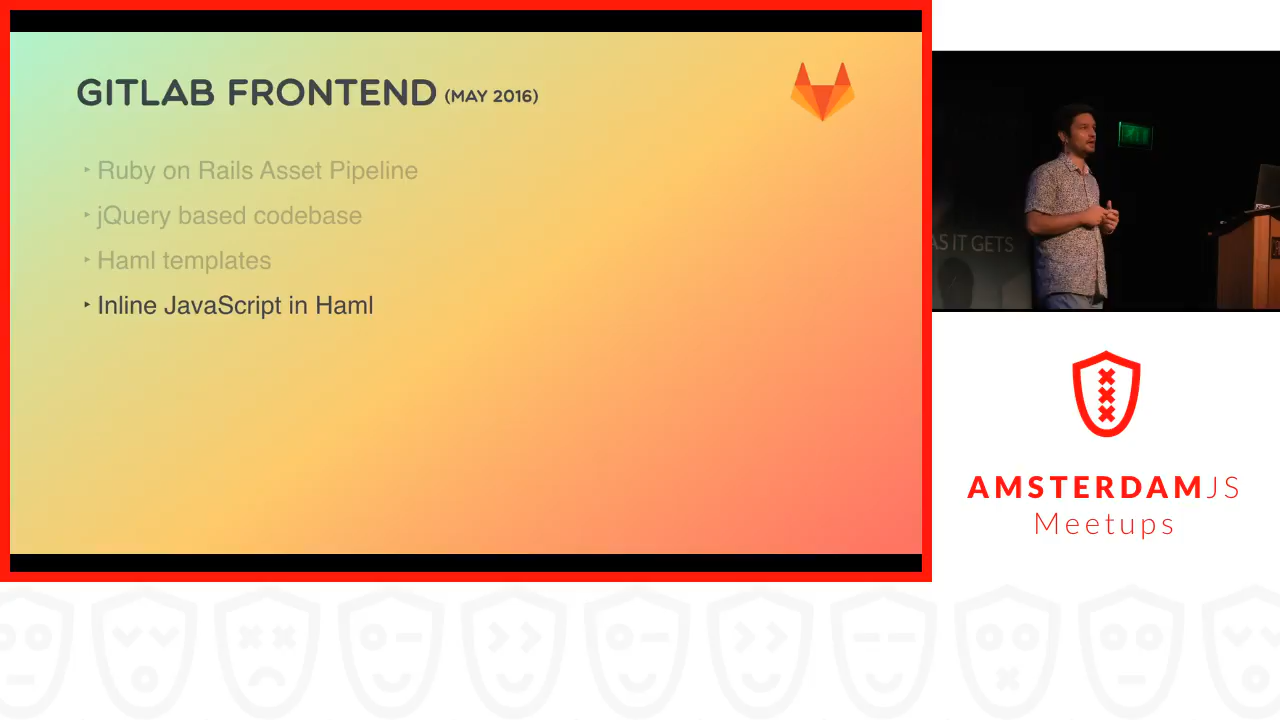 GITLAB FRONTEND (MAY 2016)
‣ Ruby on Rails Asset Pipeline
‣ jQuery based codebase
‣ Haml templates
‣ Inline JavaScript in Haml
AS IT GETS
AMSTERDAMJS
Meetups